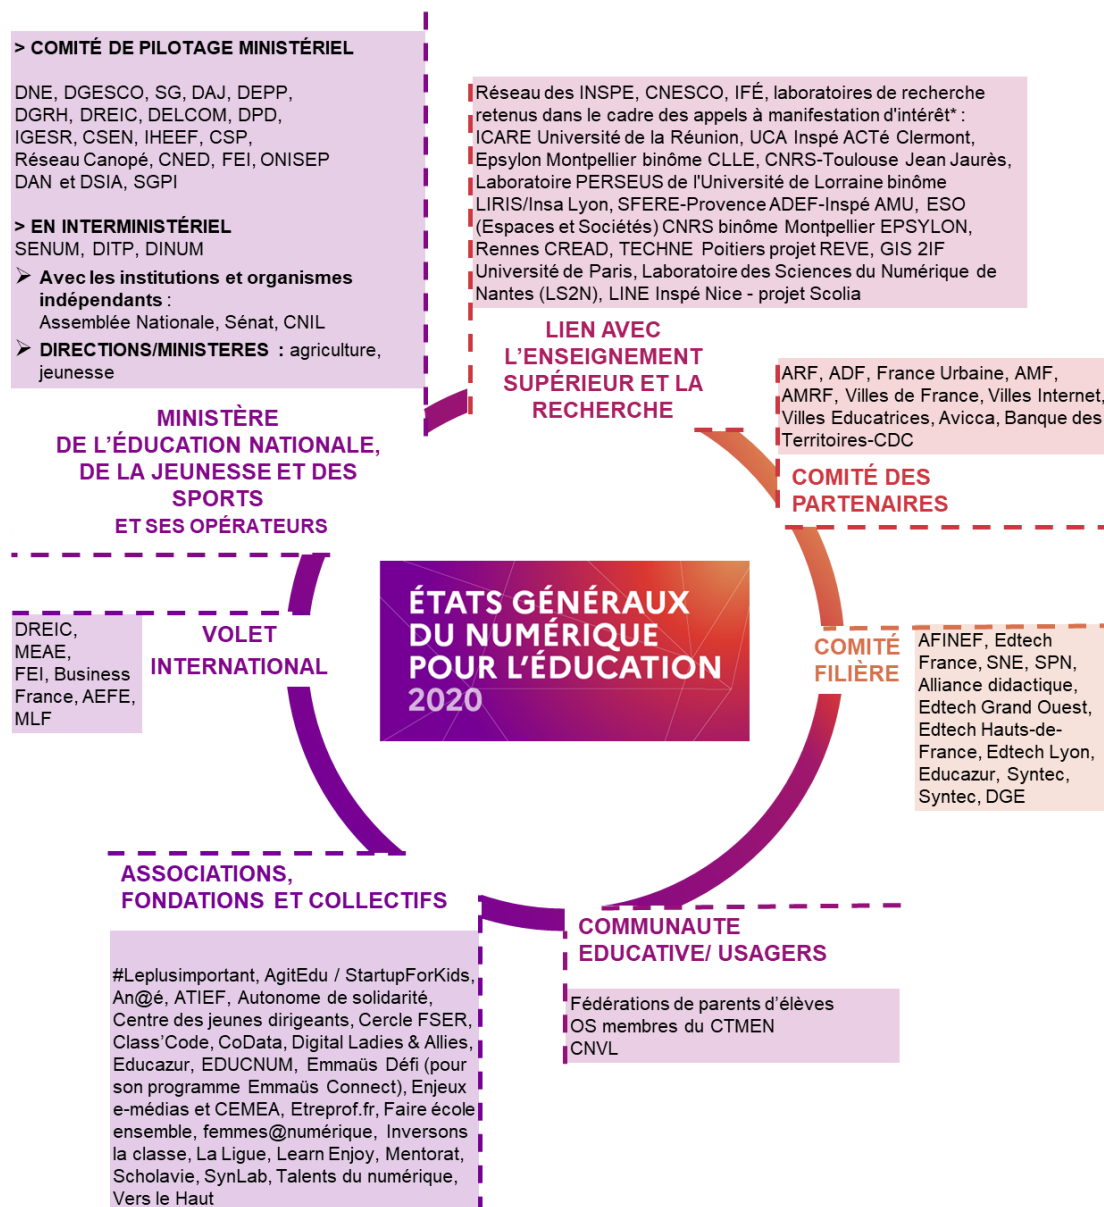 > COMITÉ DE PILOTAGE MINISTÉRIEL
DNE, DGESCO, SG, DAJ, DEPP,
DGRH, DREIC, DELCOM, DPD,
IGESR, CSEN, IHEEF, CSP,
Réseau Canopé, CNED, FEI, ONISEP
DAN et DSIA, SGPI
> EN INTERMINISTÉRIEL
SENUM, DITP, DINUM
➢ Avec les institutions et organismes
indépendants :
Assemblée Nationale, Sénat, CNIL
➢ DIRECTIONS/MINISTERES : agriculture,
jeunesse
MINISTÈRE
DE L'ÉDUCATION NATIONALE,
DE LA JEUNESSE ET DES
SPORTS
ET SES OPÉRATEURS
Réseau des INSPE, CNESCO, IFÉ, laboratoires de recherche
retenus dans le cadre des appels à manifestation d'intérêt* :
ICARE Université de la Réunion, UCA Inspé ACTé Clermont,
Epsylon Montpellier binôme CLLE, CNRS-Toulouse Jean Jaurès,
Laboratoire PERSEUS de l'Université de Lorraine binôme
LIRIS/Insa Lyon, SFERE-Provence ADEF-Inspé AMU, ESO
(Espaces et Sociétés) CNRS binôme Montpellier EPSYLON,
Rennes CREAD, TECHNE Poitiers projet REVE, GIS 2IF
Université de Paris, Laboratoire des Sciences du Numérique de
Nantes (LS2N), LINE Inspé Nice - projet Scolia
LIEN AVEC
L'ENSEIGNEMENT
SUPÉRIEUR ET LA
RECHERCHE
ARF, ADF, France Urbaine, AMF,
AMRF, Villes de France, Villes Internet,
Villes Educatrices, Avicca, Banque des
Territoires-CDC
COMITÉ DES
PARTENAIRES
ÉTATS GÉNÉRAUX
DU NUMÉRIQUE
POUR L'ÉDUCATION
2020
DREIC,
MEAE,
FEI, Business
France, AEFE,
MLF
VOLET
INTERNATIONAL
COMITÉ
FILIÈRE
AFINEF, Edtech
France, SNE, SPN,
Alliance didactique,
Edtech Grand Ouest,
Edtech Hauts-de-
France, Edtech Lyon,
Educazur, Syntec,
Syntec, DGE
ASSOCIATIONS,
FONDATIONS ET COLLECTIFS
#Leplusimportant, AgitEdu / StartupForKids,
An@é, ATIEF, Autonome de solidarité,
Centre des jeunes dirigeants, Cercle FSER,
Class'Code, CoData, Digital Ladies & Allies,
Educazur, EDUCNUM, Emmaüs Défi (pour
son programme Emmaüs Connect), Enjeux
e-médias et CEMEA, Etreprof.fr, Faire école
ensemble, femmes@numérique, Inversons
la classe, La Ligue, Learn Enjoy, Mentorat,
Scholavie, SynLab, Talents du numérique,
Vers le Haut
COMMUNAUTE
EDUCATIVE/ USAGERS
Fédérations de parents d'élèves
OS membres du CTMEN
CNVL